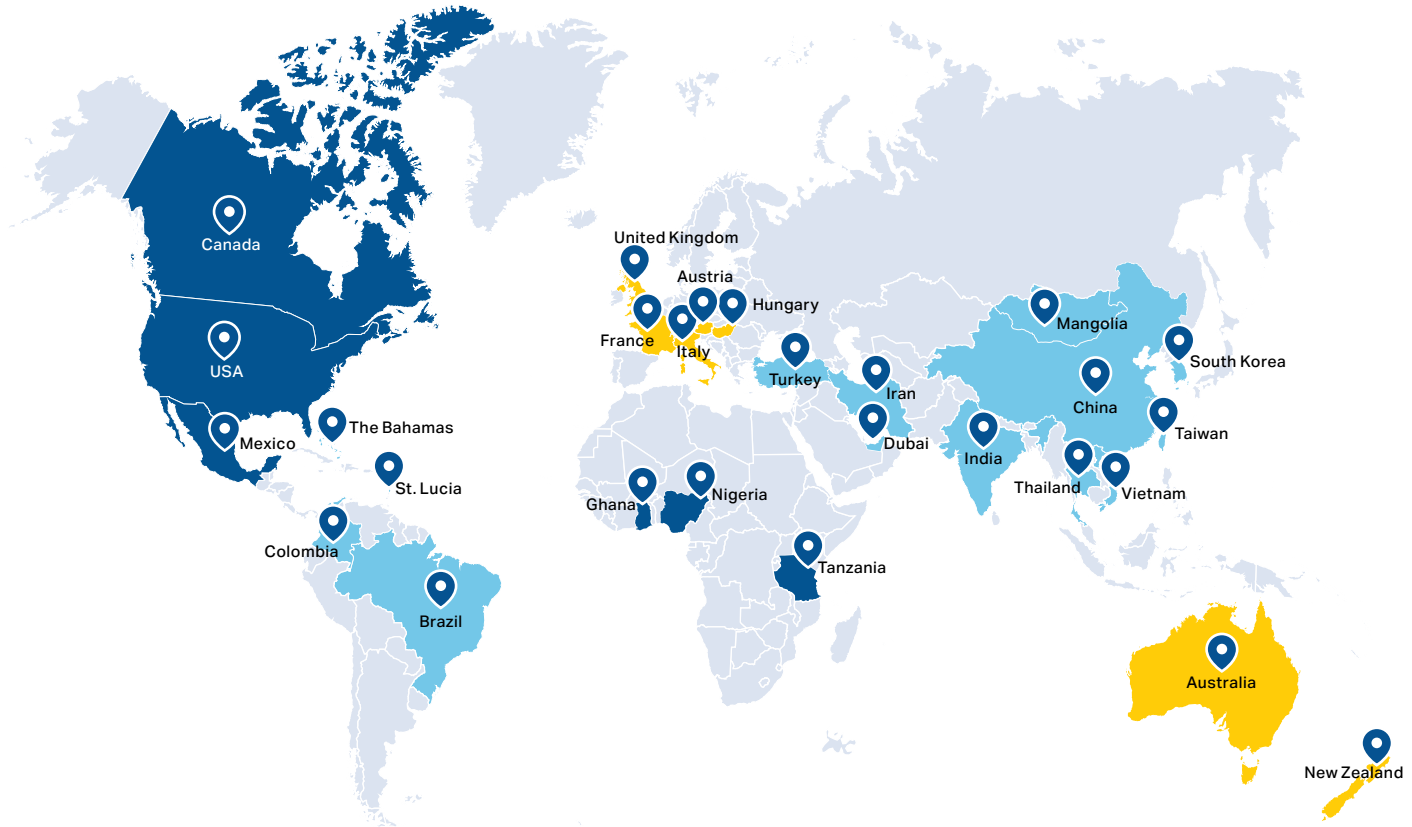 United Kingdom
Canada
Austria
Hungary
Mangolía
France
Italy
South Korea
USA
Turkey
Iran
China
The Bahamas
Taiwan
Mexico
Dubai
India
St. Lucia
Thailand
Vietnam
Nigeria
Ghana
Colombia
Tanzania
Brazil
Australia
New Zealand